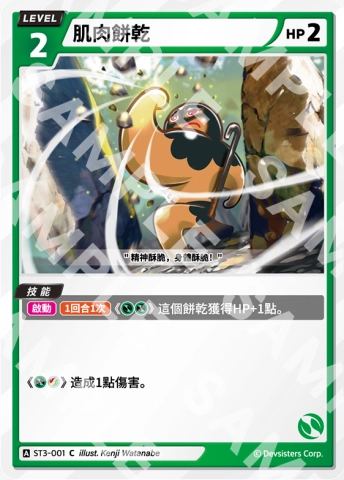 LEVEL
2
肌肉餅乾
HP 2
"精神酥脆，身體酥脆！"
技能
啟動 1回合1次 《》這個餅乾獲得HP+1點。
《》造成1點傷害。
A ST3-001 C illust. Kenji Watanabe
© Devsisters Corp.
SAMPLE